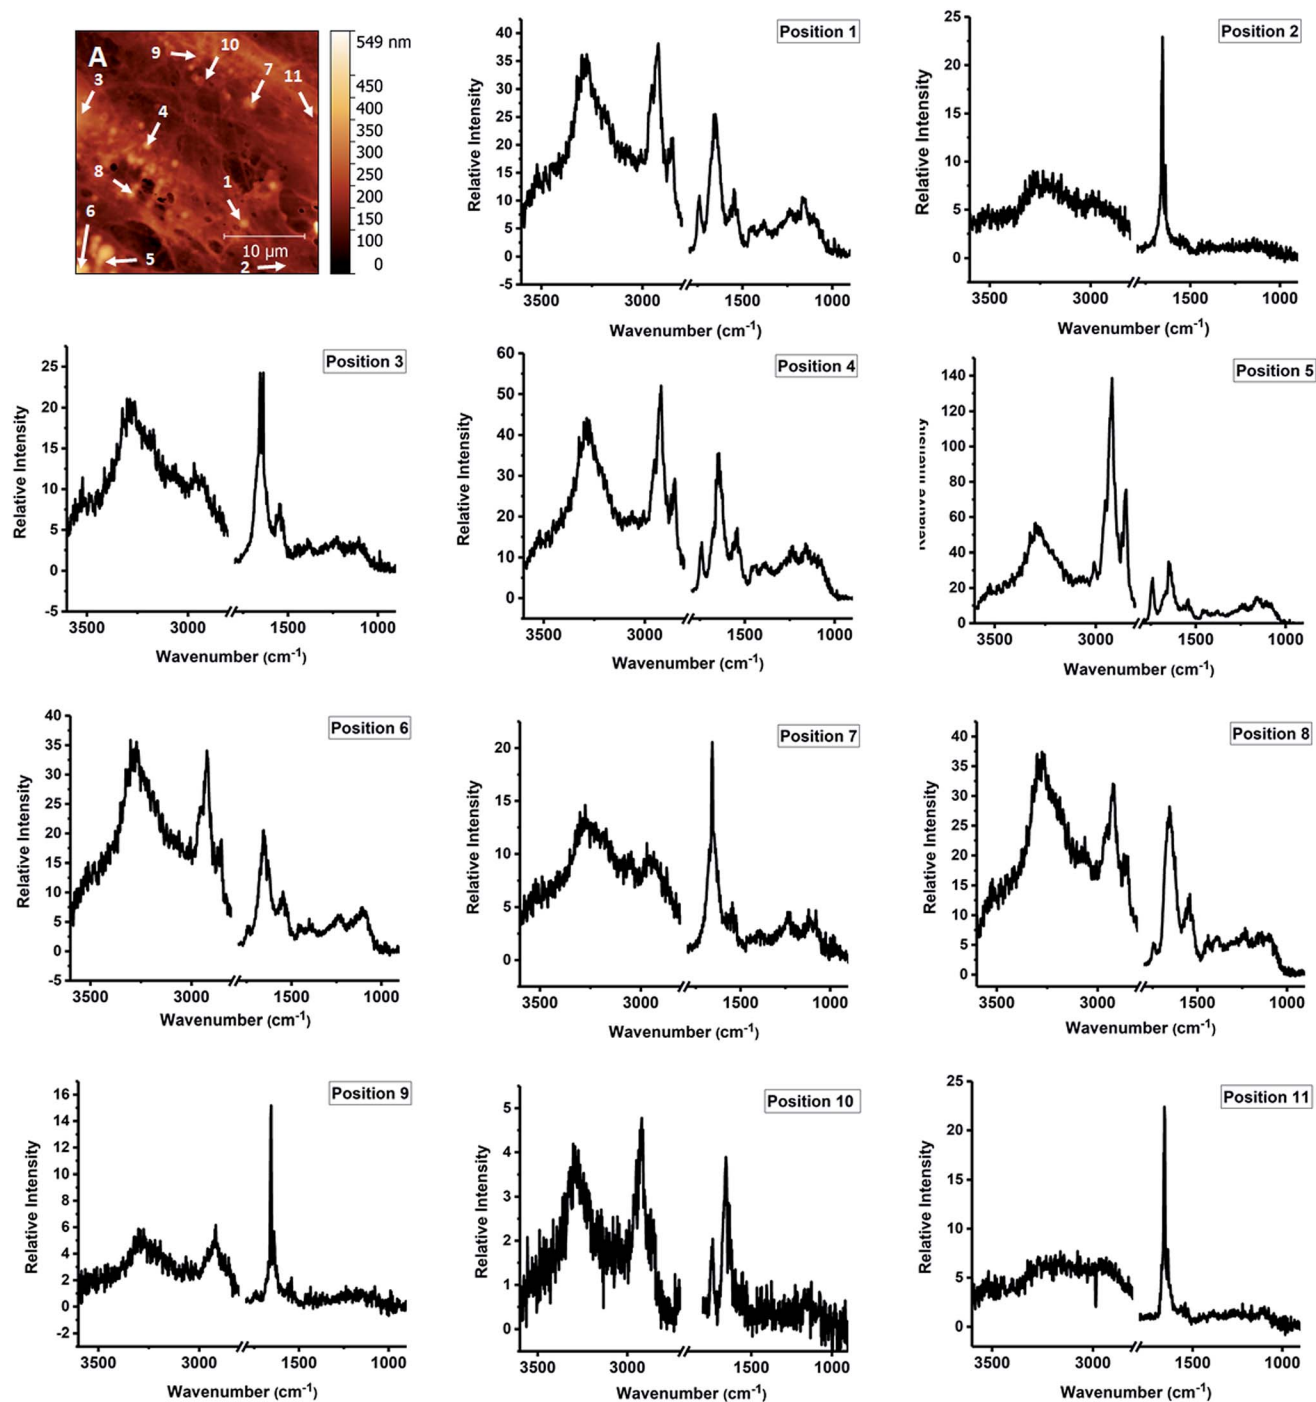 A
9
10
3
7
11
4
8
1
6
5
2
10 µm
549 nm
450
400
350
300
250
200
150
100
0
Position 1
Relative Intensity
40
35
30
25
20
15
10
5
0
-5
3500 3000 1500 1000
Wavenumber (cm-1)
Position 2
Relative Intensity
25
20
15
10
5
0
3500 3000 1500 1000
Wavenumber (cm-1)
Position 3
Relative Intensity
25
20
15
10
5
0
-5
3500 3000 1500 1000
Wavenumber (cm-1)
Position 4
Relative Intensity
60
50
40
30
20
10
0
3500 3000 1500 1000
Wavenumber (cm-1)
Position 5
Relative Intensity
140
120
100
80
60
40
20
0
3500 3000 1500 1000
Wavenumber (cm-1)
Position 6
Relative Intensity
40
35
30
25
20
15
10
5
0
-5
3500 3000 1500 1000
Wavenumber (cm-1)
Position 7
Relative Intensity
20
15
10
5
0
3500 3000 1500 1000
Wavenumber (cm-1)
Position 8
Relative Intensity
40
35
30
25
20
15
10
5
0
3500 3000 1500 1000
Wavenumber (cm-1)
Position 9
Relative Intensity
16
14
12
10
8
6
4
2
0
-2
3500 3000 1500 1000
Wavenumber (cm-1)
Position 10
Relative Intensity
5
4
3
2
1
0
3500 3000 1500 1000
Wavenumber (cm-1)
Position 11
Relative Intensity
25
20
15
10
5
0
3500 3000 1500 1000
Wavenumber (cm-1)